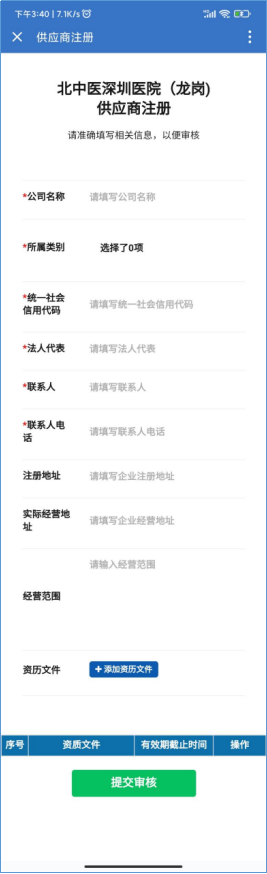 下午3:40 | 7.1K/s
供应商注册
北中医深圳医院（龙岗)
供应商注册
请准确填写相关信息，以便审核
*公司名称 请填写公司名称
*所属类别 选择了0项
*统一社会
信用代码 请填写统一社会信用代码
*法人代表 请填写法人代表
*联系人 请填写联系人
*联系人电
话 请填写联系人电话
注册地址 请填写企业注册地址
实际经营地
址 请填写企业经营地址
请输入经营范围
经营范围
资历文件 +添加资历文件
序号 资质文件 有效期截止时间 操作
提交审核